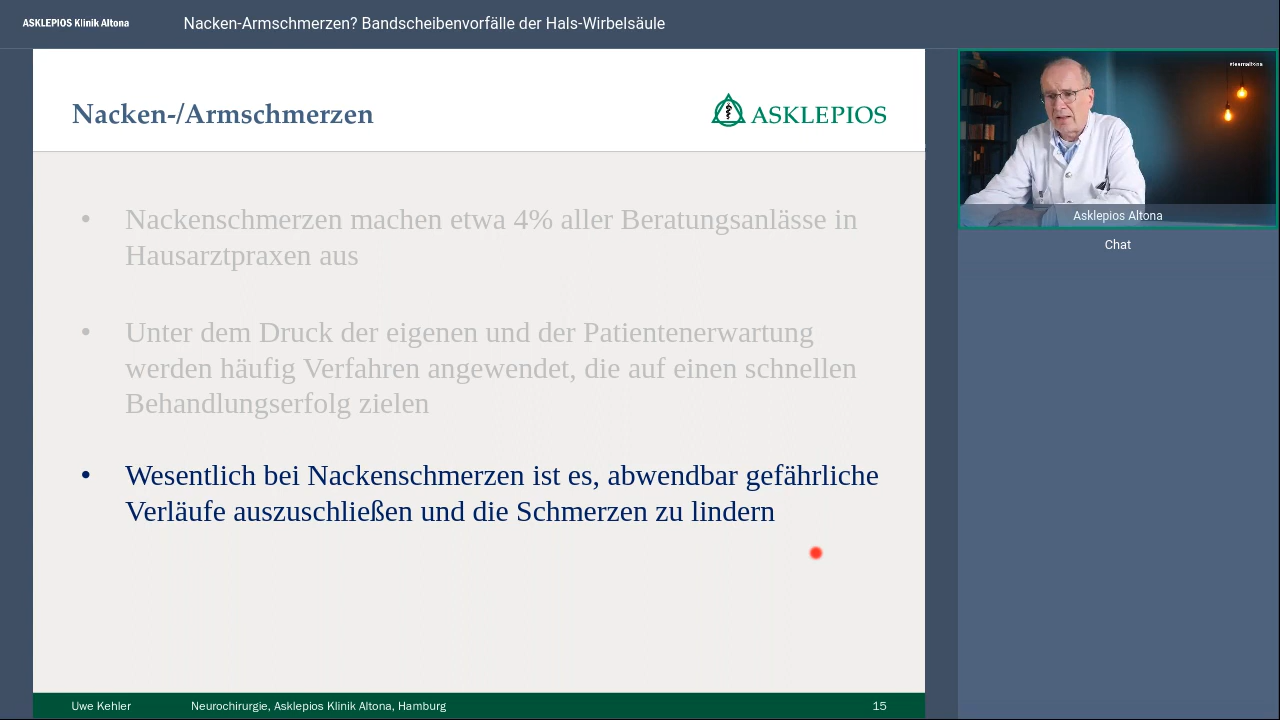 ASKLEPIOS Klinik Altona
Nacken-Armschmerzen? Bandscheibenvorfälle der Hals-Wirbelsäule
Nacken-/Armschmerzen
ASKLEPIOS
• Nackenschmerzen machen etwa 4% aller Beratungsanlässe in
Hausarztpraxen aus
• Unter dem Druck der eigenen und der Patientenerwartung
werden häufig Verfahren angewendet, die auf einen schnellen
Behandlungserfolg zielen
• Wesentlich bei Nackenschmerzen ist es, abwendbar gefährliche
Verläufe auszuschließen und die Schmerzen zu lindern
Uwe Kehler Neurochirurgie, Asklepios Klinik Altona, Hamburg 15
#teamaltona
Asklepios Altona
Chat